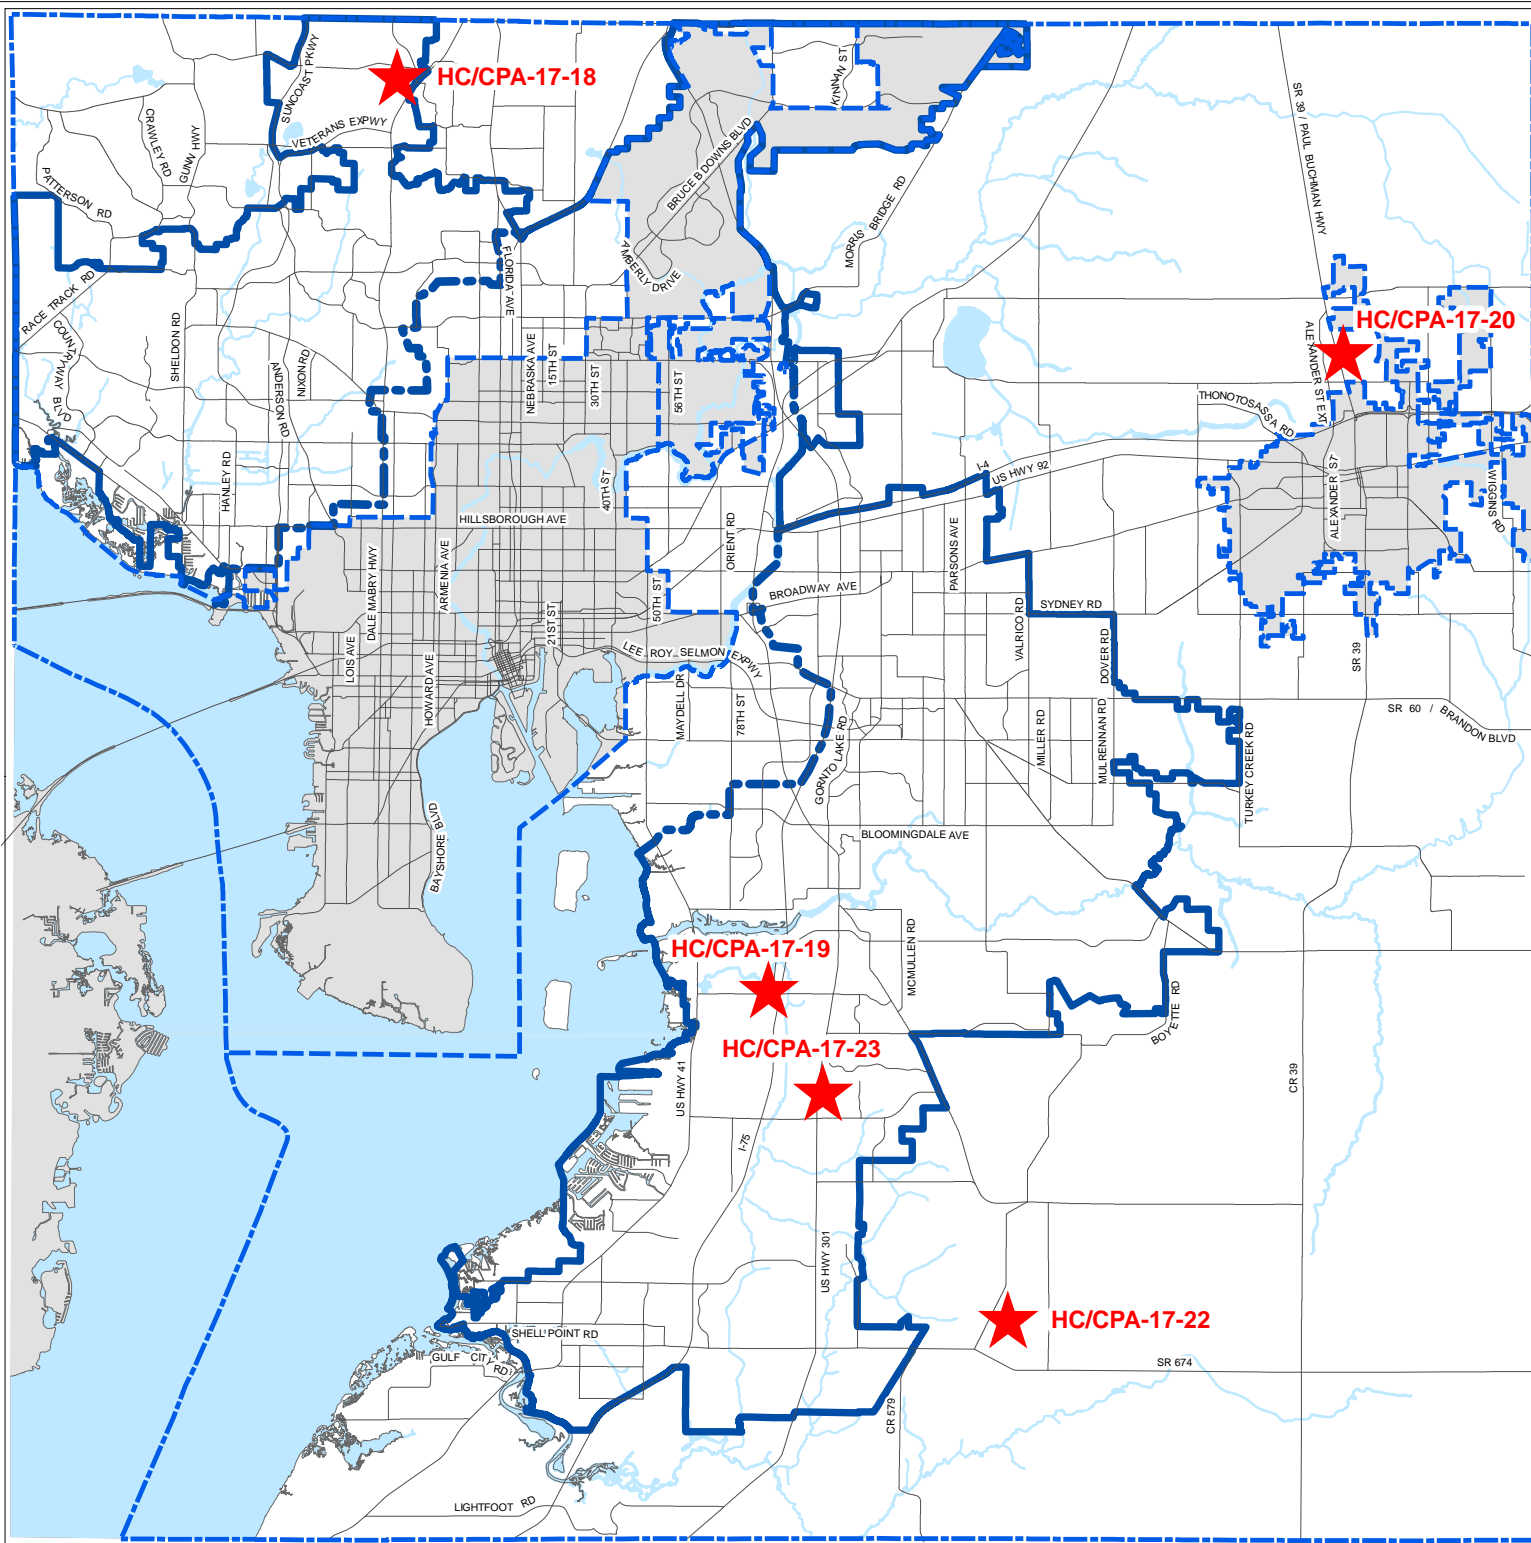 HC/CPA-17-18
SUNCOAST PKWY
VETERANS EXPWY
CRAWLEY RD
GUNN HWY
PATTERSON RD
KINNAN ST
BRUCE B DOWNS BLVD
MORRIS BRIDGE RD
SR 39 / PAUL BUCHMAN HWY
AMBERLY DRIVE
FLORIDA AVE
RACE TRACK RD
COUNTRYWAY BLVD
SHELDON RD
NIXON RD
ANDERSON RD
HANLEY RD
NEBRASKA AVE
15TH ST
30TH ST
56TH ST
40TH ST
HC/CPA-17-20
ALEXANDER ST EXT
THONOTOSASSA RD
I-4
US HWY 92
ALEXANDER ST
WIGGINS RD
HILLSBOROUGH AVE
DALE MABRY HWY
ARMENIA AVE
ORIENT RD
PARSONS AVE
BROADWAY AVE
50TH ST
21ST ST
SYDNEY RD
VALRICO RD
DOVER RD
SR 39
LOIS AVE
HOWARD AVE
LEE ROY SELMON EXPWY
MAYDELL DR
78TH ST
GORNTO LAKE RD
MILLER RD
MULRENNAN RD
TURKEY CREEK RD
SR 60 / BRANDON BLVD
BAYSHORE BLVD
BLOOMINGDALE AVE
HC/CPA-17-19
MCMULLEN RD
BOYETTE RD
HC/CPA-17-23
US HWY 41
I-75
CR 39
US HWY 301
HC/CPA-17-22
SHELL POINT RD
GULF CITY RD
SR 674
CR 579
LIGHTFOOT RD